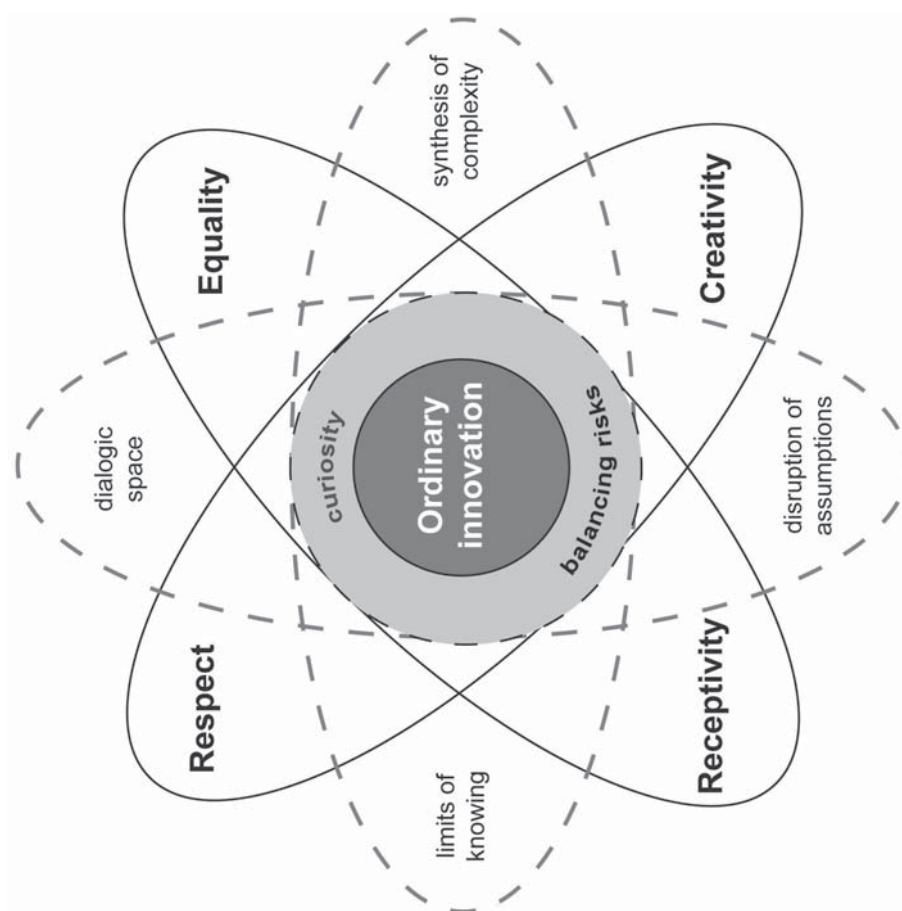 dialogic
space
Respect
Equality
curiosity
limits of
knowing
Ordinary
innovation
synthesis of
complexity
balancing risks
Receptivity
Creativity
disruption of
assumptions